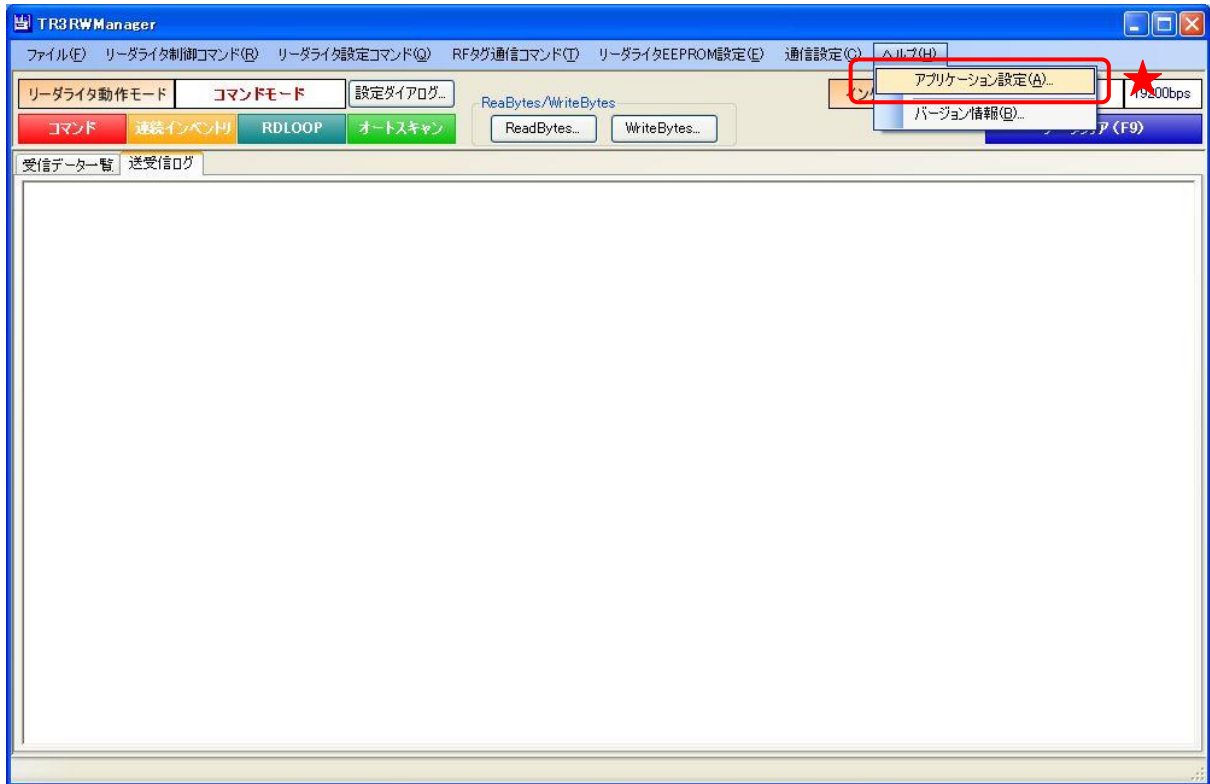 TR3RWManager
ファイル(F) リーダライタ制御コマンド(R) リーダライタ設定コマンド(Q) RFタグ通信コマンド(T) リーダライタEEPROM設定(E) 通信設定(C) ヘルプ(H)
アプリケーション設定(A)...
バージョン情報(B)...
リーダライタ動作モード コマンドモード 設定ダイアログ... ReaBytes/WriteBytes 19200bps
コマンド 連続インベントリ RDLOOP オートスキャン ReadBytes... WriteBytes... (F9)
受信データ一覧 送受信ログ